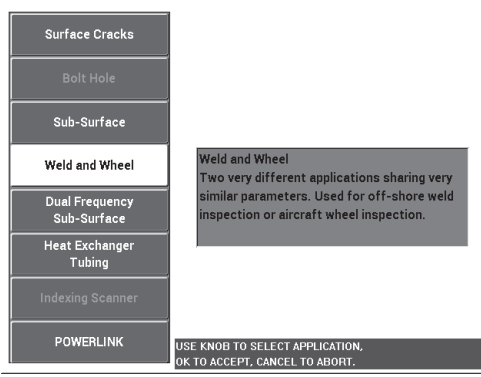 Surface Cracks
Bolt Hole
Sub-Surface
Weld and Wheel
Dual Frequency
Sub-Surface
Heat Exchanger
Tubing
Indexing Scanner
POWERLINK
Weld and Wheel
Two very different applications sharing very
similar parameters. Used for off-shore weld
inspection or aircraft wheel inspection.
USE KNOB TO SELECT APPLICATION,
OK TO ACCEPT, CANCEL TO ABORT.